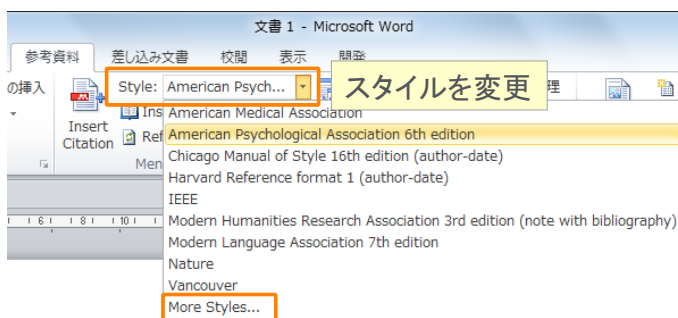 文書 1 - Microsoft Word
参考資料 差し込み文書 校閲 表示 開発
の挿入
Style: American Psych...
スタイルを変更
理
Insert Citation
Ins
Ref
Men
American Medical Association
American Psychological Association 6th edition
Chicago Manual of Style 16th edition (author-date)
Harvard Reference format 1 (author-date)
IEEE
Modern Humanities Research Association 3rd edition (note with bibliography)
Modern Language Association 7th edition
Nature
Vancouver
More Styles...
6 8 10